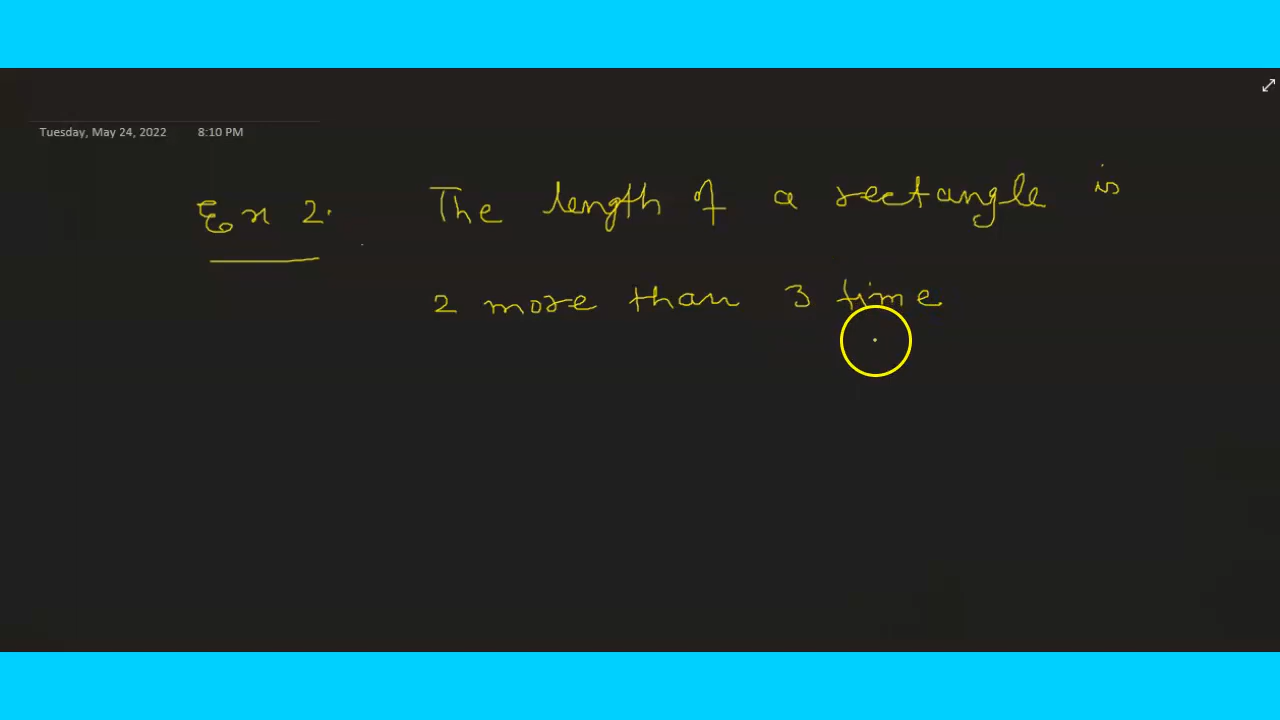 Tuesday, May 24, 2022 8:10 PM
Ex 2. The length of a rectangle is
2 more than 3 time